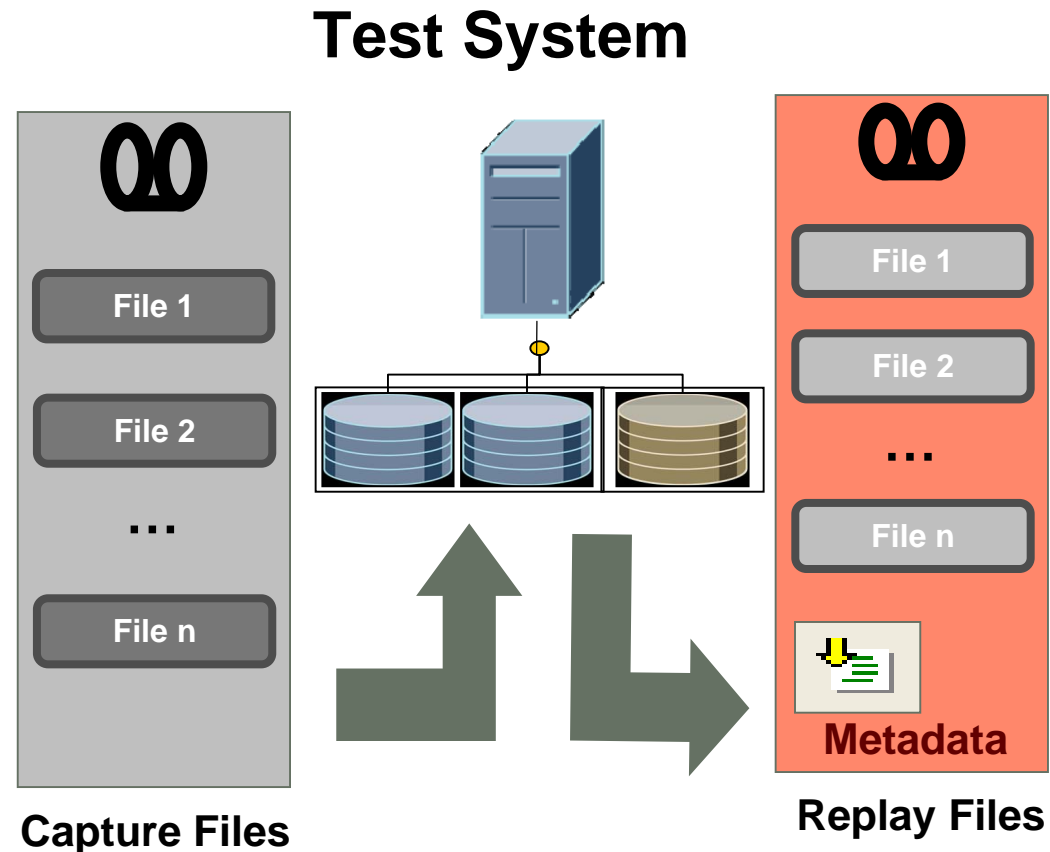 Test System
File 1
File 2
...
File n
Capture Files
File 1
File 2
...
File n
Metadata
Replay Files